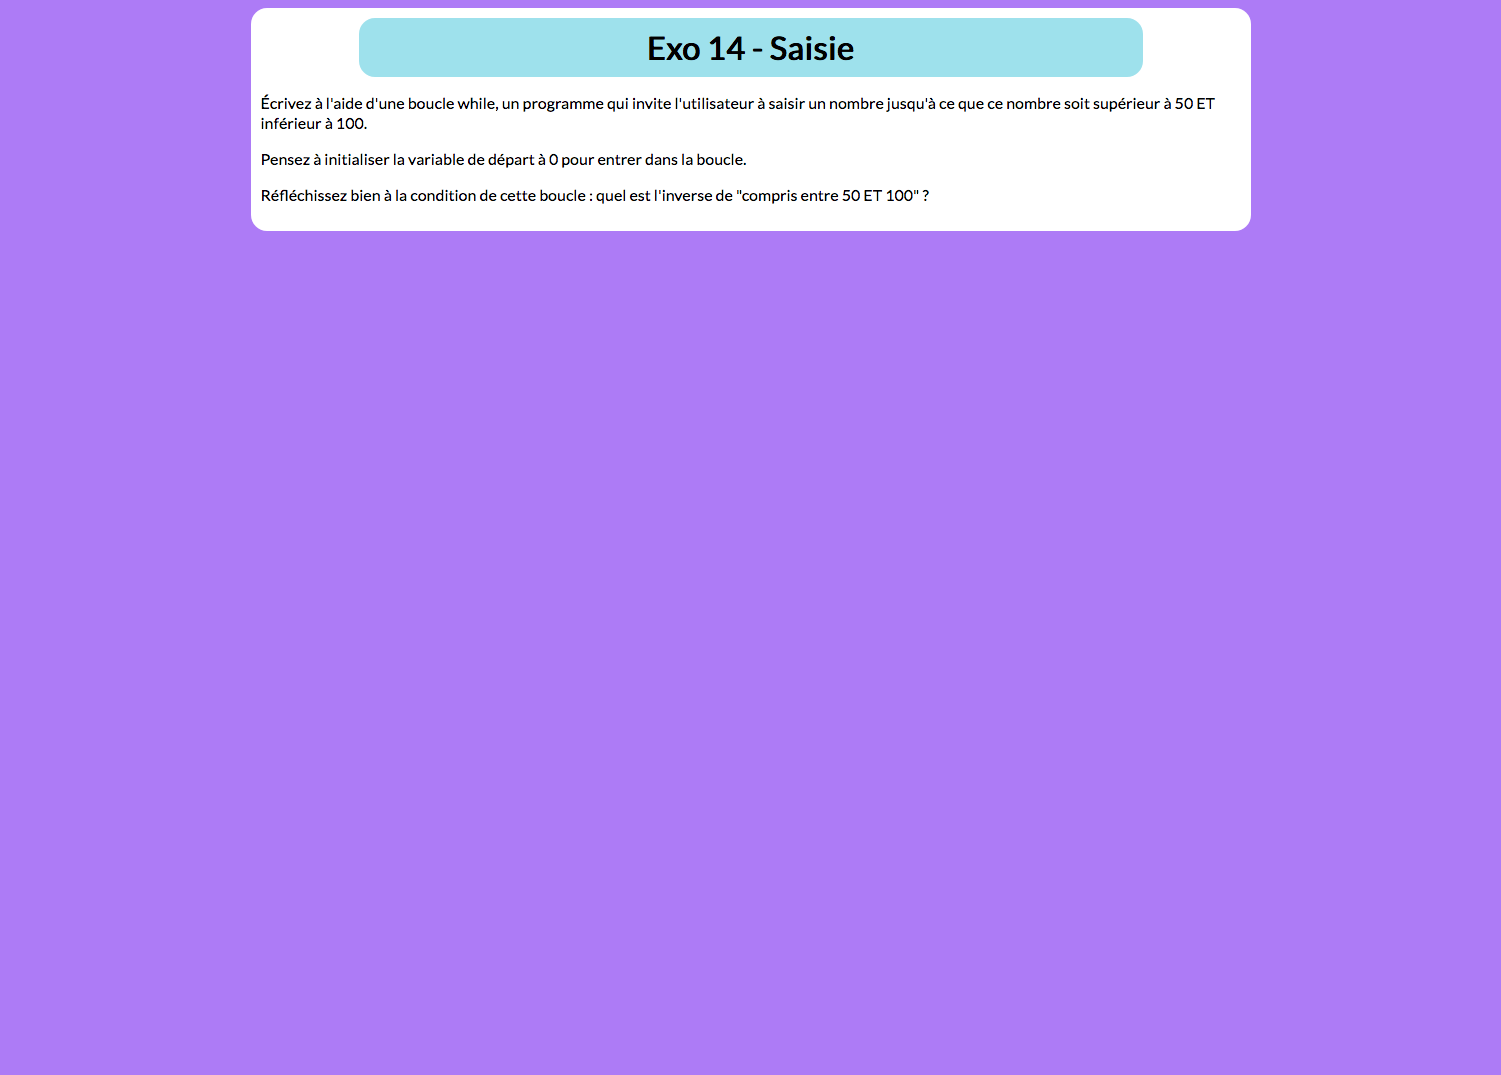 Exo 14 - Saisie
Écrivez à l'aide d'une boucle while, un programme qui invite l'utilisateur à saisir un nombre jusqu'à ce que ce nombre soit supérieur à 50 ET
inférieur à 100.
Pensez à initialiser la variable de départ à 0 pour entrer dans la boucle.
Réfléchissez bien à la condition de cette boucle : quel est l'inverse de "compris entre 50 ET 100" ?